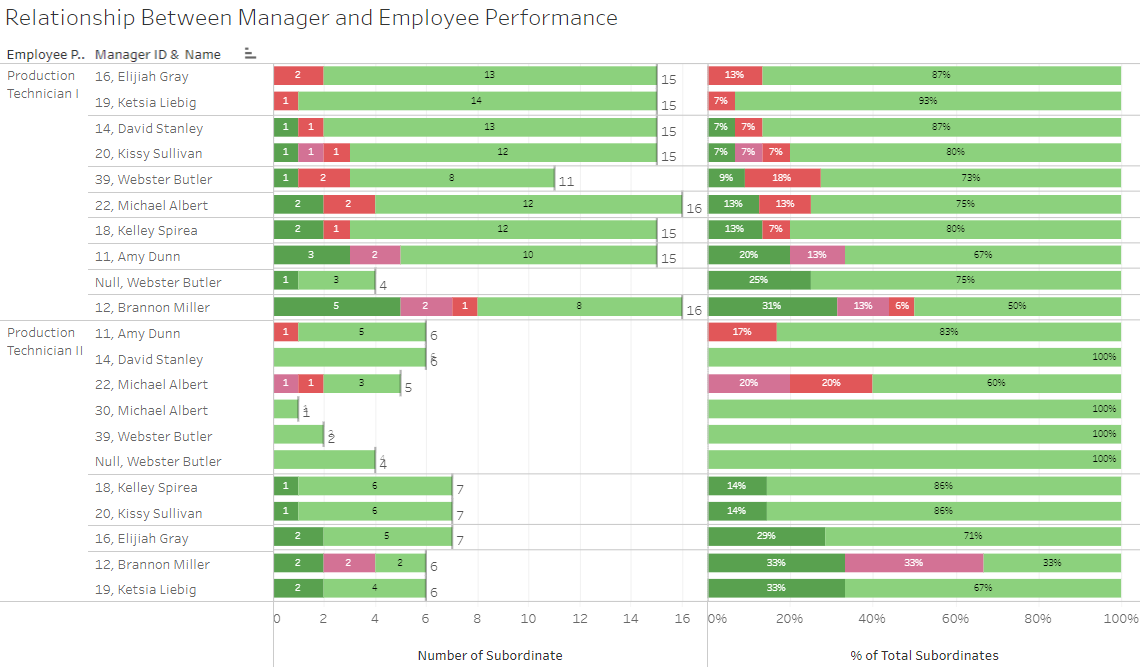 Relationship Between Manager and Employee Performance
Employee P.. Manager ID & Name
Production Technician I
16, Elijiah Gray 2 13 15 13% 87%
19, Ketsia Liebig 1 14 15 7% 93%
14, David Stanley 1 1 13 15 7% 7% 87%
20, Kissy Sullivan 1 1 1 12 15 7% 7% 7% 80%
39, Webster Butler 1 2 8 11 9% 18% 73%
22, Michael Albert 2 2 12 16 13% 13% 75%
18, Kelley Spirea 2 1 12 15 13% 7% 80%
11, Amy Dunn 3 2 10 15 20% 13% 67%
Null, Webster Butler 1 3 4 25% 75%
12, Brannon Miller 5 2 1 8 16 31% 13% 6% 50%
Production Technician II
11, Amy Dunn 1 5 6 17% 83%
14, David Stanley 6 100%
22, Michael Albert 1 1 3 5 20% 20% 60%
30, Michael Albert 1 100%
39, Webster Butler 2 100%
Null, Webster Butler 4 100%
18, Kelley Spirea 1 6 7 14% 86%
20, Kissy Sullivan 1 6 7 14% 86%
16, Elijiah Gray 2 5 7 29% 71%
12, Brannon Miller 2 2 2 6 33% 33% 33%
19, Ketsia Liebig 2 4 6 33% 67%
0 2 4 6 8 10 12 14 16 0% 20% 40% 60% 80% 100%
Number of Subordinate % of Total Subordinates